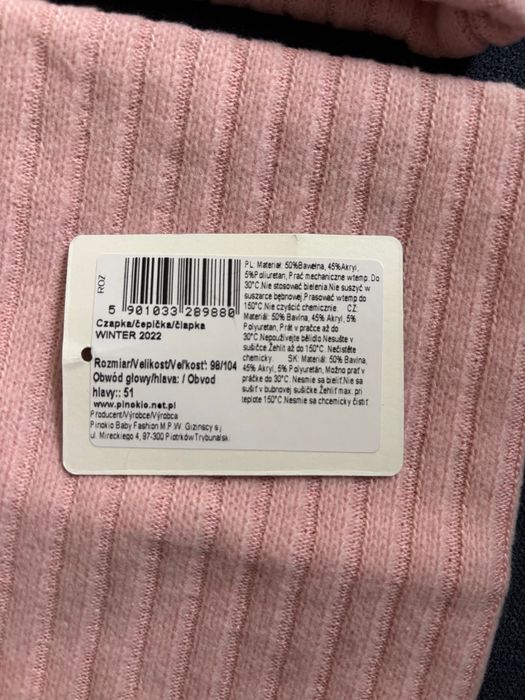 ROZ
5 901033 289880
Czapka/čepička/čiapka
WINTER 2022
Rozmiar/Velikost/Veľkosť: 98/104
Obwód głowy/hlava: / Obvod
hlavy:: 51
www.pinokio.net.pl
Producent/Výrobce/Výrobca
Pinokio Baby Fashion M.P.W. Gizinscy s.j
ul. Mireckiego 4, 97-300 Piotrków Trybunalski
PL: Materiał: 50%Bawełna, 45%Akryl,
5%Poliuretan, Prać mechaniczne w temp. Do
30°C.Nie stosować bielenia.Nie suszyć w
suszarce bębnowej.Prasować w temp do
150°C.Nie czyścić chemicznie. CZ:
Materiál: 50% Bavlna, 45% Akryl, 5%
Polyuretan, Prát v pračce až do
30°C.Nepoužívejte bělidlo.Nesušte v
sušičce.Žehlit až do 150°C. Nečistěte
chemicky. SK: Materiál: 50% Bavlna,
45% Akryl, 5% Polyuretán, Možno prať v
práčke do 30°C. Nesmie sa bieliť.Nie sa
sušiť v bubnovej sušičke.Žehliť max. pri
teplote 150°C.Nesmie sa chcemicky čistiť